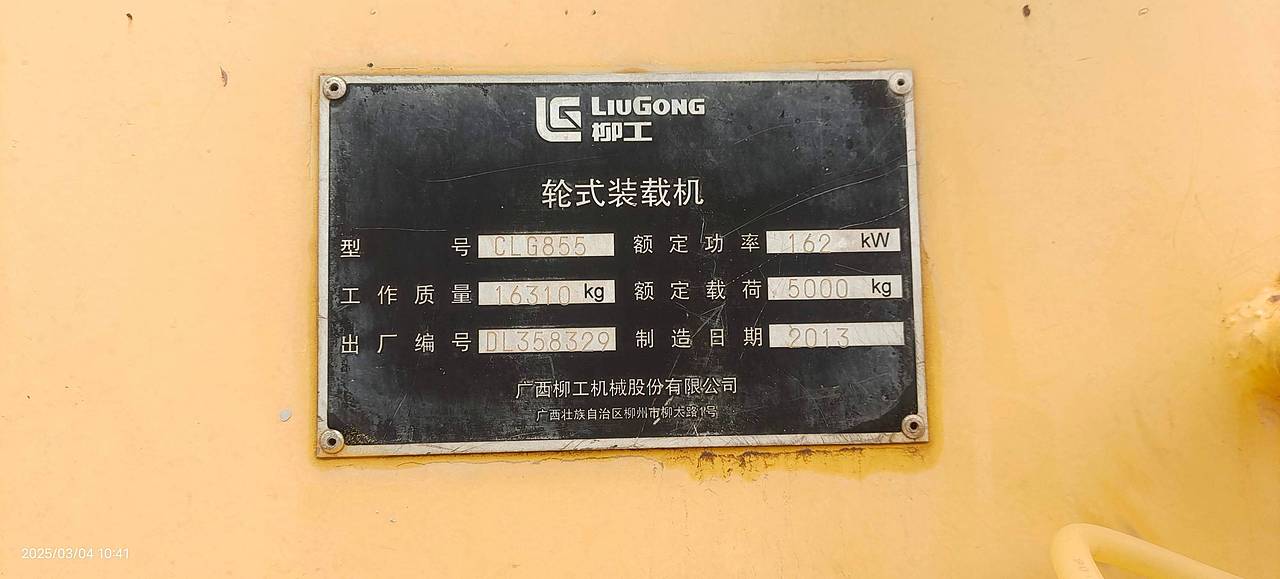 LIUGONG
柳工
轮式装载机
型号 CLG855 额定功率 162 kW
工作质量 16310 kg 额定载荷 5000 kg
出厂编号 DL358329 制造日期 2013
广西柳工机械股份有限公司
广西壮族自治区柳州市柳太路1号
2025/03/04 10:41